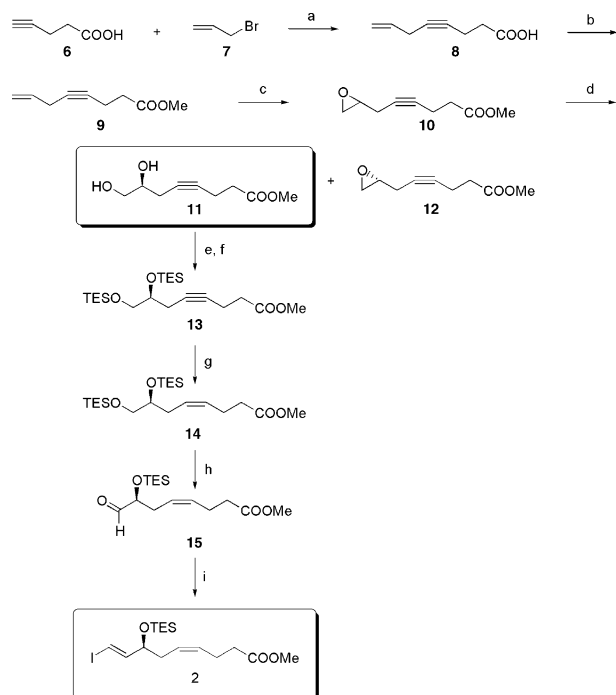 COOH + Br a COOH b
6 7 8
COOMe c O COOMe d
9 10
OH
HO COOMe + O COOMe
11 12
e, f
OTES
TESO COOMe
13
g
OTES
TESO COOMe
14
h
OTES
O COOMe
H
15
i
OTES
I COOMe
2